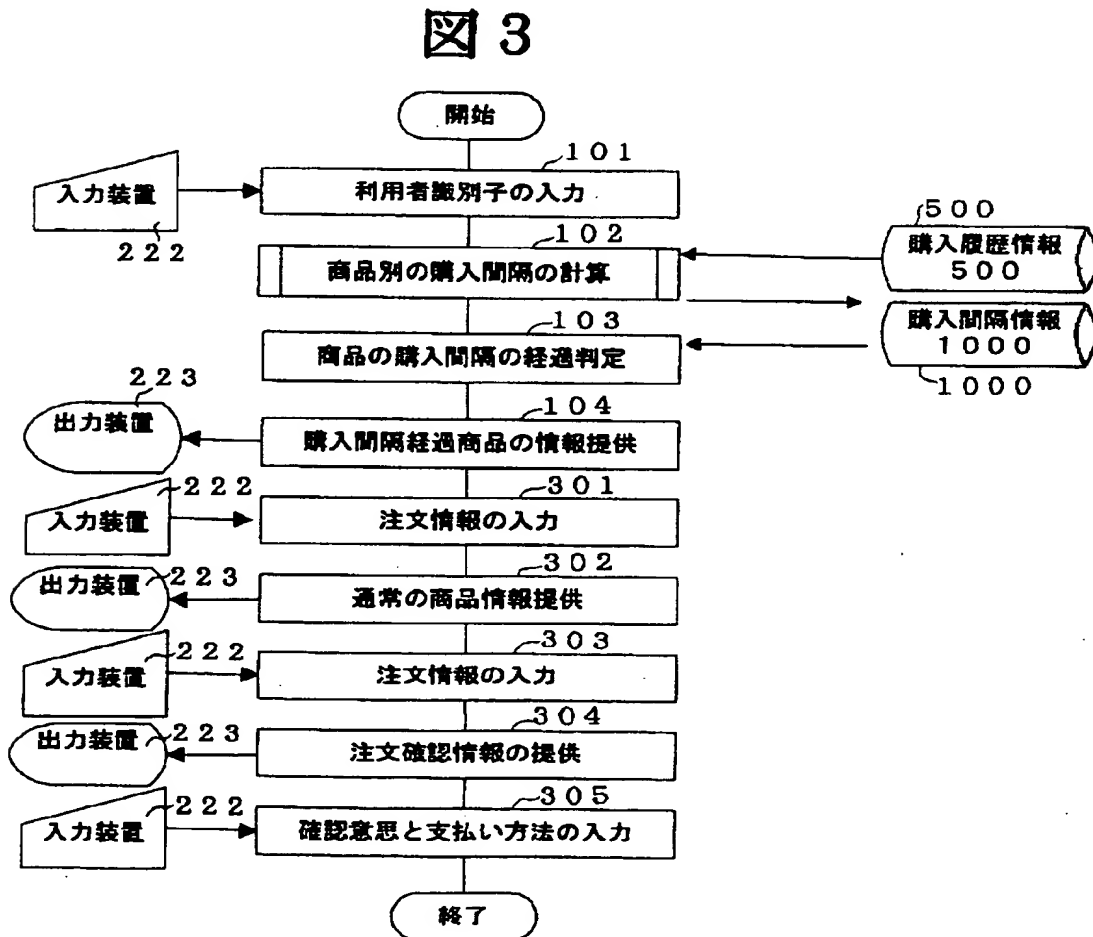 図3
開始
101
入力装置
利用者識別子の入力
222
102
500
商品別の購入間隔の計算
購入履歴情報
500
103
購入間隔情報
1000
商品の購入間隔の経過判定
1000
223
104
出力装置
購入間隔経過商品の情報提供
222
301
入力装置
注文情報の入力
302
出力装置
223
通常の商品情報提供
303
222
入力装置
注文情報の入力
304
出力装置
223
注文確認情報の提供
305
222
入力装置
確認意思と支払い方法の入力
終了